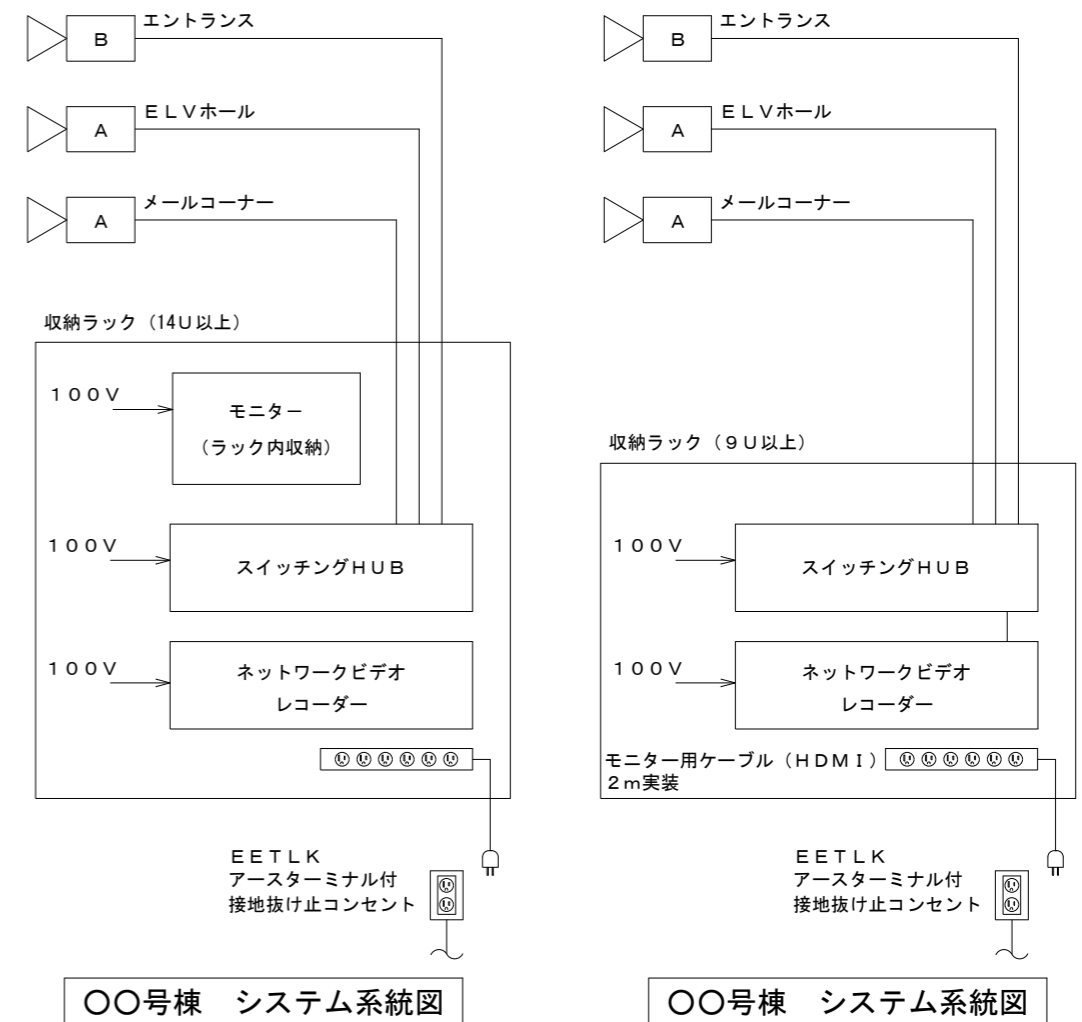 B
エントランス
A
ELVホール
A
メールコーナー
収納ラック（14U以上）
100V
モニター
（ラック内収納）
100V
スイッチングHUB
100V
ネットワークビデオ
レコーダー
EETLK
アースターミナル付
接地抜け止コンセント
〇〇号棟　システム系統図
B
エントランス
A
ELVホール
A
メールコーナー
収納ラック（9U以上）
100V
スイッチングHUB
100V
ネットワークビデオ
レコーダー
モニター用ケーブル（HDMI）
2m実装
EETLK
アースターミナル付
接地抜け止コンセント
〇〇号棟　システム系統図